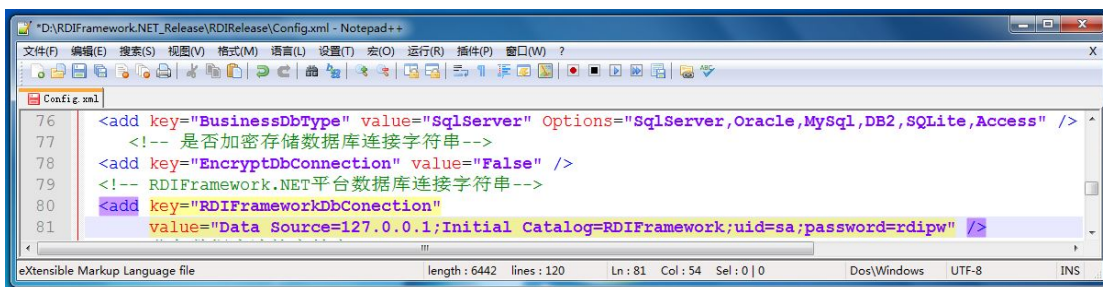 *D:\RDIFramework.NET_Release\RDIRelease\Config.xml - Notepad++
文件(F) 编辑(E) 搜索(S) 视图(V) 格式(M) 语言(L) 设置(T) 宏(O) 运行(R) 插件(P) 窗口(W) ? X
Config.xml
76 <add key="BusinessDbType" value="SqlServer" Options="SqlServer,Oracle,MySql,DB2,SQLite,Access" />
77 <!-- 是否加密存储数据库连接字符串-->
78 <add key="EncryptDbConnection" value="False" />
79 <!-- RDIFramework.NET平台数据库连接字符串-->
80 <add key="RDIFrameworkDbConection"
81 value="Data Source=127.0.0.1;Initial Catalog=RDIFramework;uid=sa;password=rdipw" />
eXtensible Markup Language file length : 6442 lines : 120 Ln : 81 Col : 54 Sel : 0 | 0 Dos\Windows UTF-8 INS